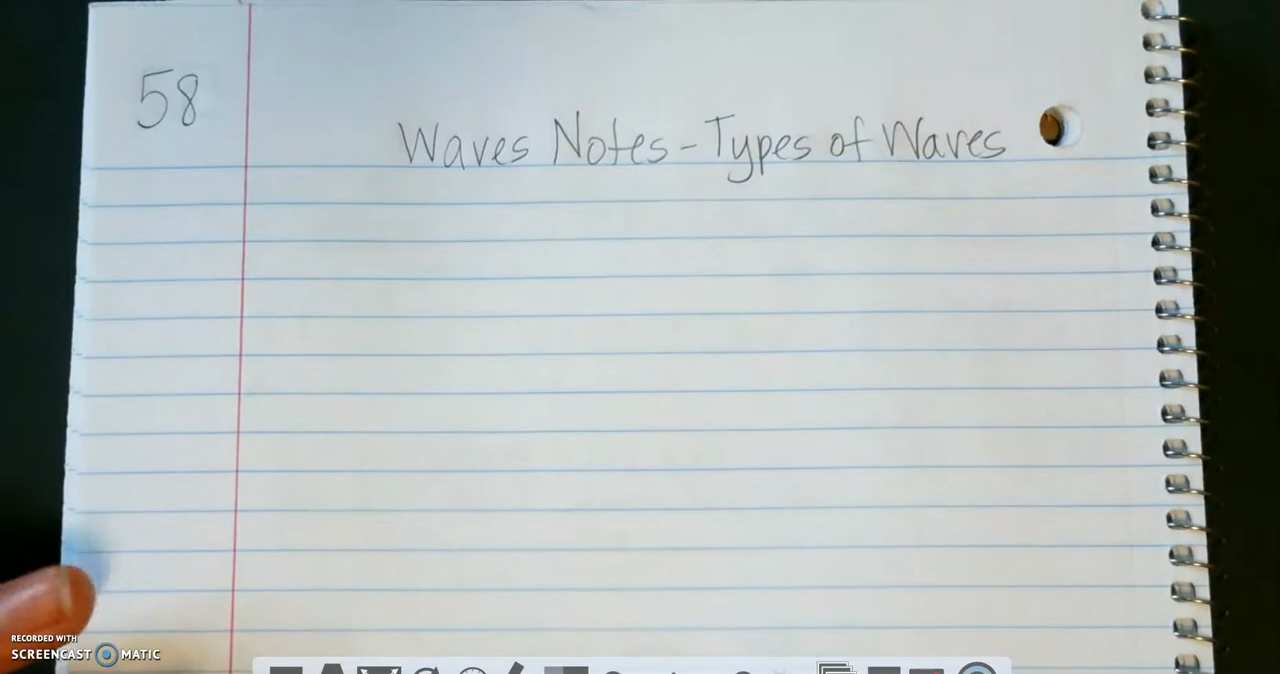 58
Waves Notes - Types of Waves
RECORDED WITH
SCREENCAST MATIC